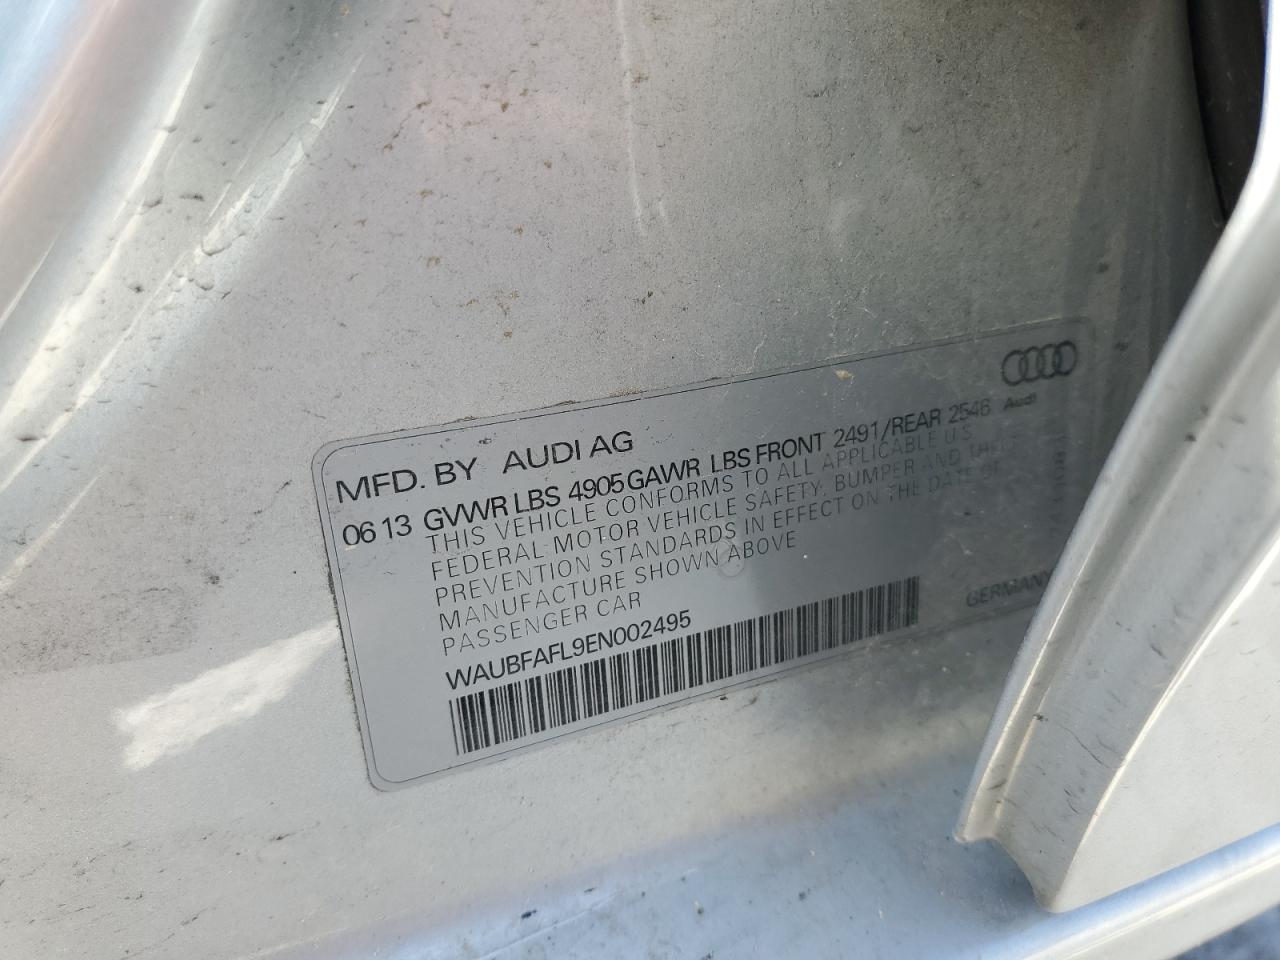 MFD. BY AUDI AG
Audi
06 13 GVWR LBS 4905 GAWR LBS FRONT 2491/REAR 2546
THIS VEHICLE CONFORMS TO ALL APPLICABLE U.S
FEDERAL MOTOR VEHICLE SAFETY, BUMPER AND
PREVENTION STANDARDS IN EFFECT ON THE DATE OF
MANUFACTURE SHOWN ABOVE
PASSENGER CAR
WAUBFAFL9EN002495
GERMANY